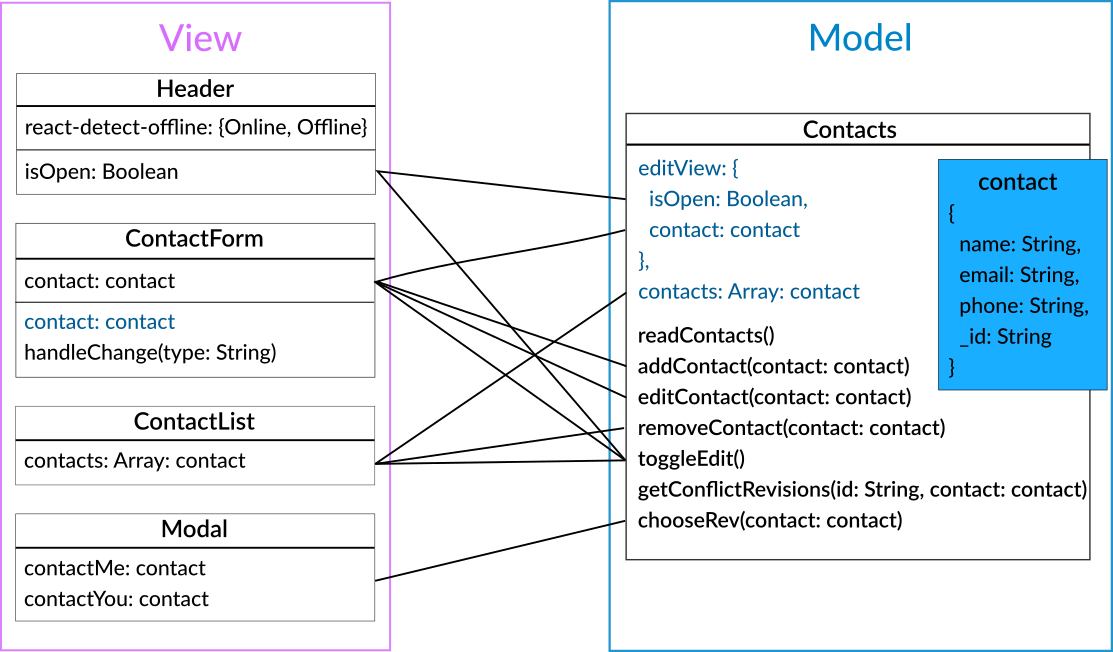 View
Header
react-detect-offline: {Online, Offline}
isOpen: Boolean
ContactForm
contact: contact
contact: contact
handleChange(type: String)
ContactList
contacts: Array: contact
Modal
contactMe: contact
contactYou: contact
Model
Contacts
editView: {
isOpen: Boolean,
contact: contact
},
contacts: Array: contact
readContacts()
addContact(contact: contact)
editContact(contact: contact)
removeContact(contact: contact)
toggleEdit()
getConflictRevisions(id: String, contact: contact)
chooseRev(contact: contact)
contact
{
name: String,
email: String,
phone: String,
_id: String
}